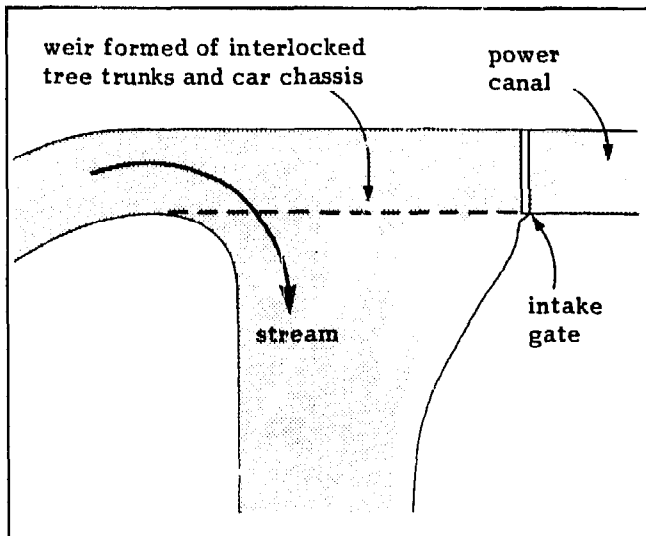 weir formed of interlocked
tree trunks and car chassis
power
canal
stream
intake
gate